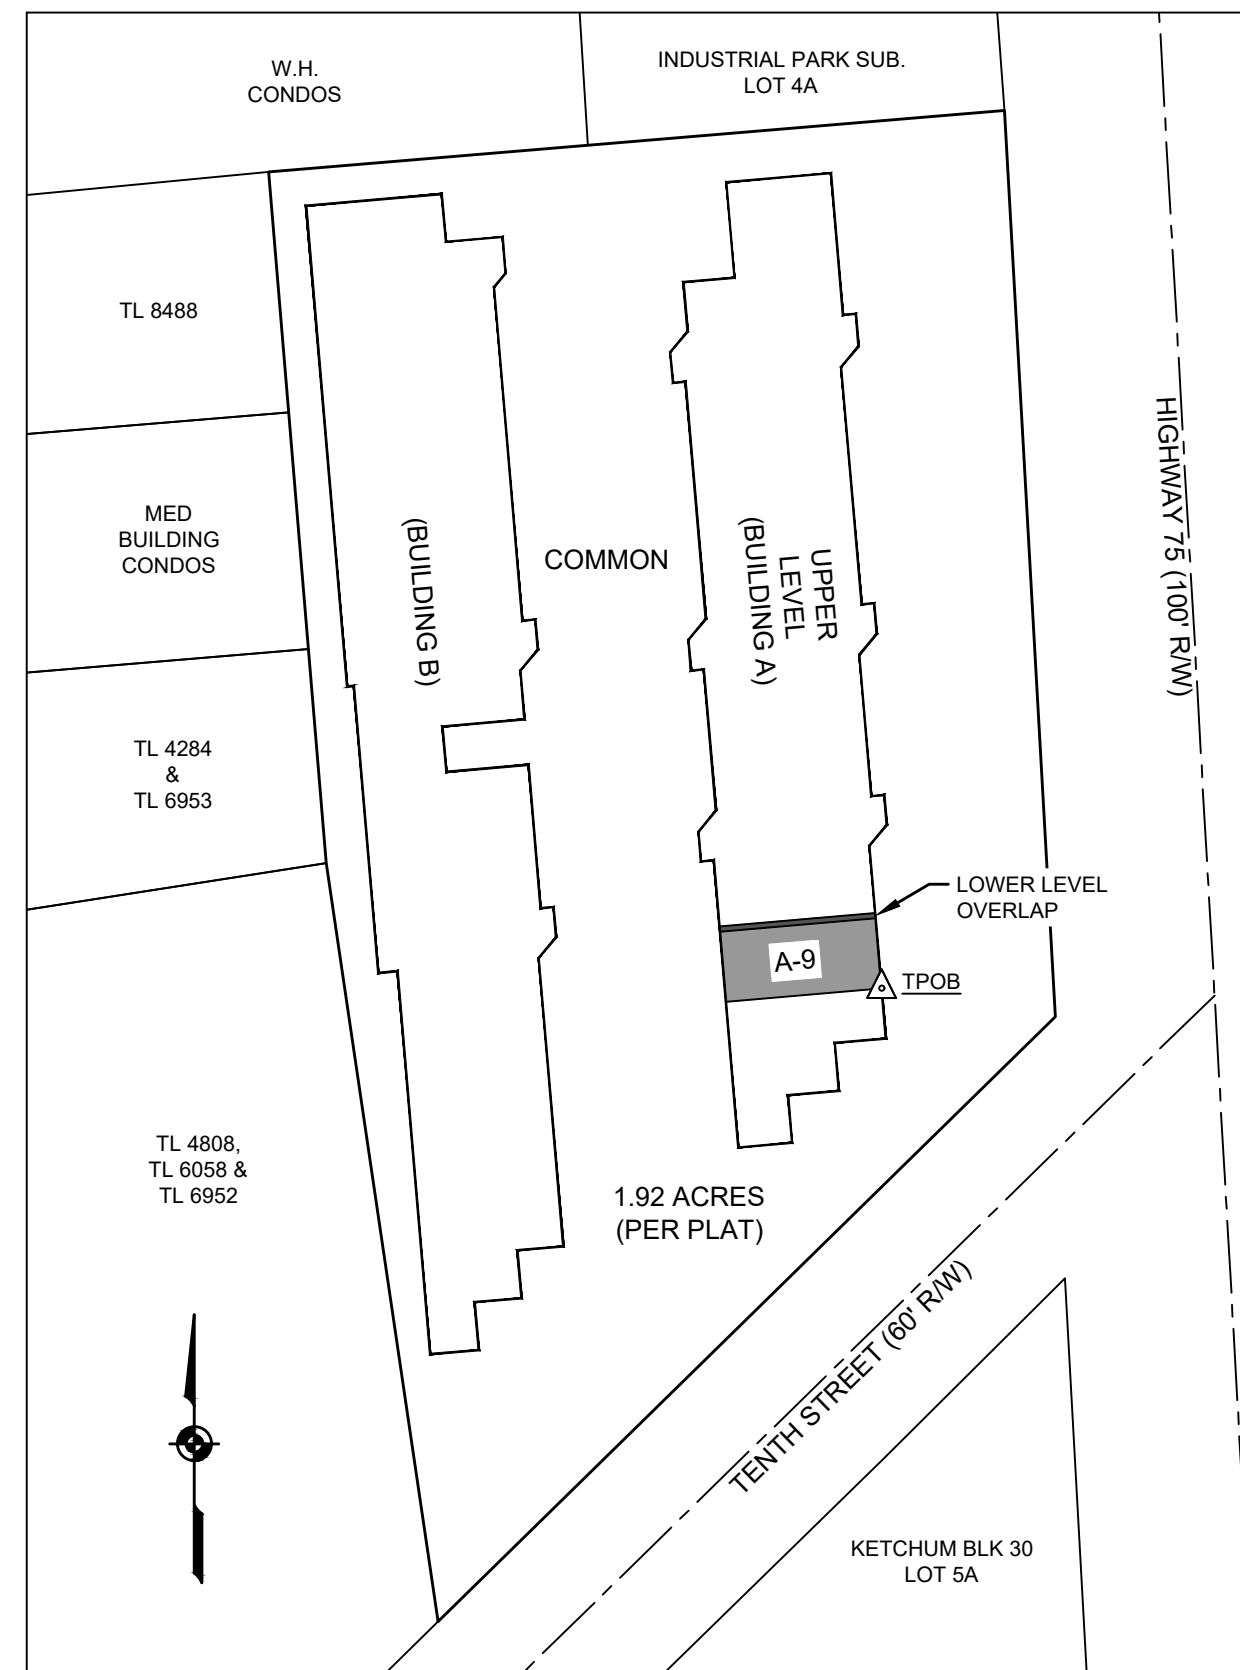 W.H.
CONDOS
INDUSTRIAL PARK SUB.
LOT 4A
TL 8488
MED
BUILDING
CONDOS
(BUILDING B)
COMMON
UPPER
LEVEL
(BUILDING A)
HIGHWAY 75 (100' R/W)
TL 4284
&
TL 6953
LOWER LEVEL
OVERLAP
A-9
TPOB
TL 4808,
TL 6058 &
TL 6952
1.92 ACRES
(PER PLAT)
TENTH STREET (60' R/W)
KETCHUM BLK 30
LOT 5A